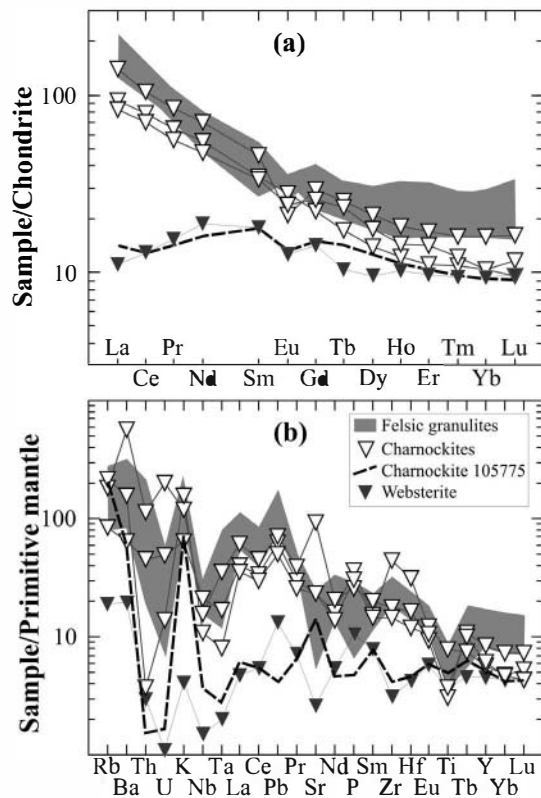 (a)
100
10
Sample/Chondrite
La Pr Eu Tb Ho Tm Lu
Ce Nd Sm Gd Dy Er Yb
(b)
Felsic granulites
Charnockites
Charnockite 105775
Websterite
100
10
Sample/Primitive mantle
Rb Th K Ta Ce Pr Nd Sm Hf Ti Y Lu
Ba U Nb La Pb Sr P Zr Eu Tb Yb